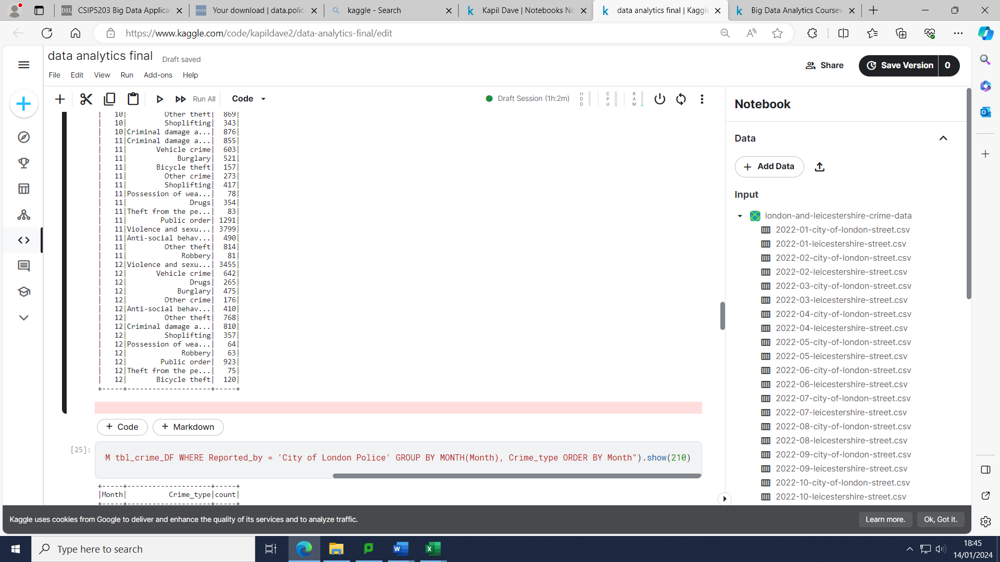 CSIP5203 Big Data Applicat
Your download | data.polic
kaggle - Search
Kapil Dave | Notebooks No
data analytics final | Kaggle
Big Data Analytics Coursew
https://www.kaggle.com/code/kapildave2/data-analytics-final/edit
data analytics final
Draft saved
Share
Save Version
0
File Edit View Run Add-ons Help
Run All
Code
Draft Session (1h:2m)
HDD
CPU
RAM
| 10| Other theft| 869|
| 10| Shoplifting| 343|
| 10|Criminal damage a...| 876|
| 11|Criminal damage a...| 855|
| 11| Vehicle crime| 603|
| 11| Burglary| 521|
| 11| Bicycle theft| 157|
| 11| Other crime| 273|
| 11| Shoplifting| 417|
| 11|Possession of wea...| 78|
| 11| Drugs| 354|
| 11|Theft from the pe...| 83|
| 11| Public order| 1291|
| 11|Violence and sexu...| 3799|
| 11|Anti-social behav...| 490|
| 11| Other theft| 814|
| 11| Robbery| 81|
| 12|Violence and sexu...| 3455|
| 12| Vehicle crime| 642|
| 12| Drugs| 265|
| 12| Burglary| 475|
| 12| Other crime| 176|
| 12|Anti-social behav...| 410|
| 12| Other theft| 768|
| 12|Criminal damage a...| 810|
| 12| Shoplifting| 357|
| 12|Possession of wea...| 64|
| 12| Robbery| 63|
| 12| Public order| 923|
| 12|Theft from the pe...| 75|
| 12| Bicycle theft| 120|
+-----+--------------------+-----+
+ Code
+ Markdown
[25]:
M tbl_crime_DF WHERE Reported_by = 'City of London Police' GROUP BY MONTH(Month), Crime_type ORDER BY Month").show(210)
+-----+--------------------+-----+
|Month| Crime_type|count|
+-----+--------------------+-----+
Notebook
Data
+ Add Data
Input
london-and-leicestershire-crime-data
2022-01-city-of-london-street.csv
2022-01-leicestershire-street.csv
2022-02-city-of-london-street.csv
2022-02-leicestershire-street.csv
2022-03-city-of-london-street.csv
2022-03-leicestershire-street.csv
2022-04-city-of-london-street.csv
2022-04-leicestershire-street.csv
2022-05-city-of-london-street.csv
2022-05-leicestershire-street.csv
2022-06-city-of-london-street.csv
2022-06-leicestershire-street.csv
2022-07-city-of-london-street.csv
2022-07-leicestershire-street.csv
2022-08-city-of-london-street.csv
2022-08-leicestershire-street.csv
2022-09-city-of-london-street.csv
2022-09-leicestershire-street.csv
2022-10-city-of-london-street.csv
2022-10-leicestershire-street.csv
Kaggle uses cookies from Google to deliver and enhance the quality of its services and to analyze traffic.
Learn more.
Ok, Got it.
Type here to search
18:45
14/01/2024